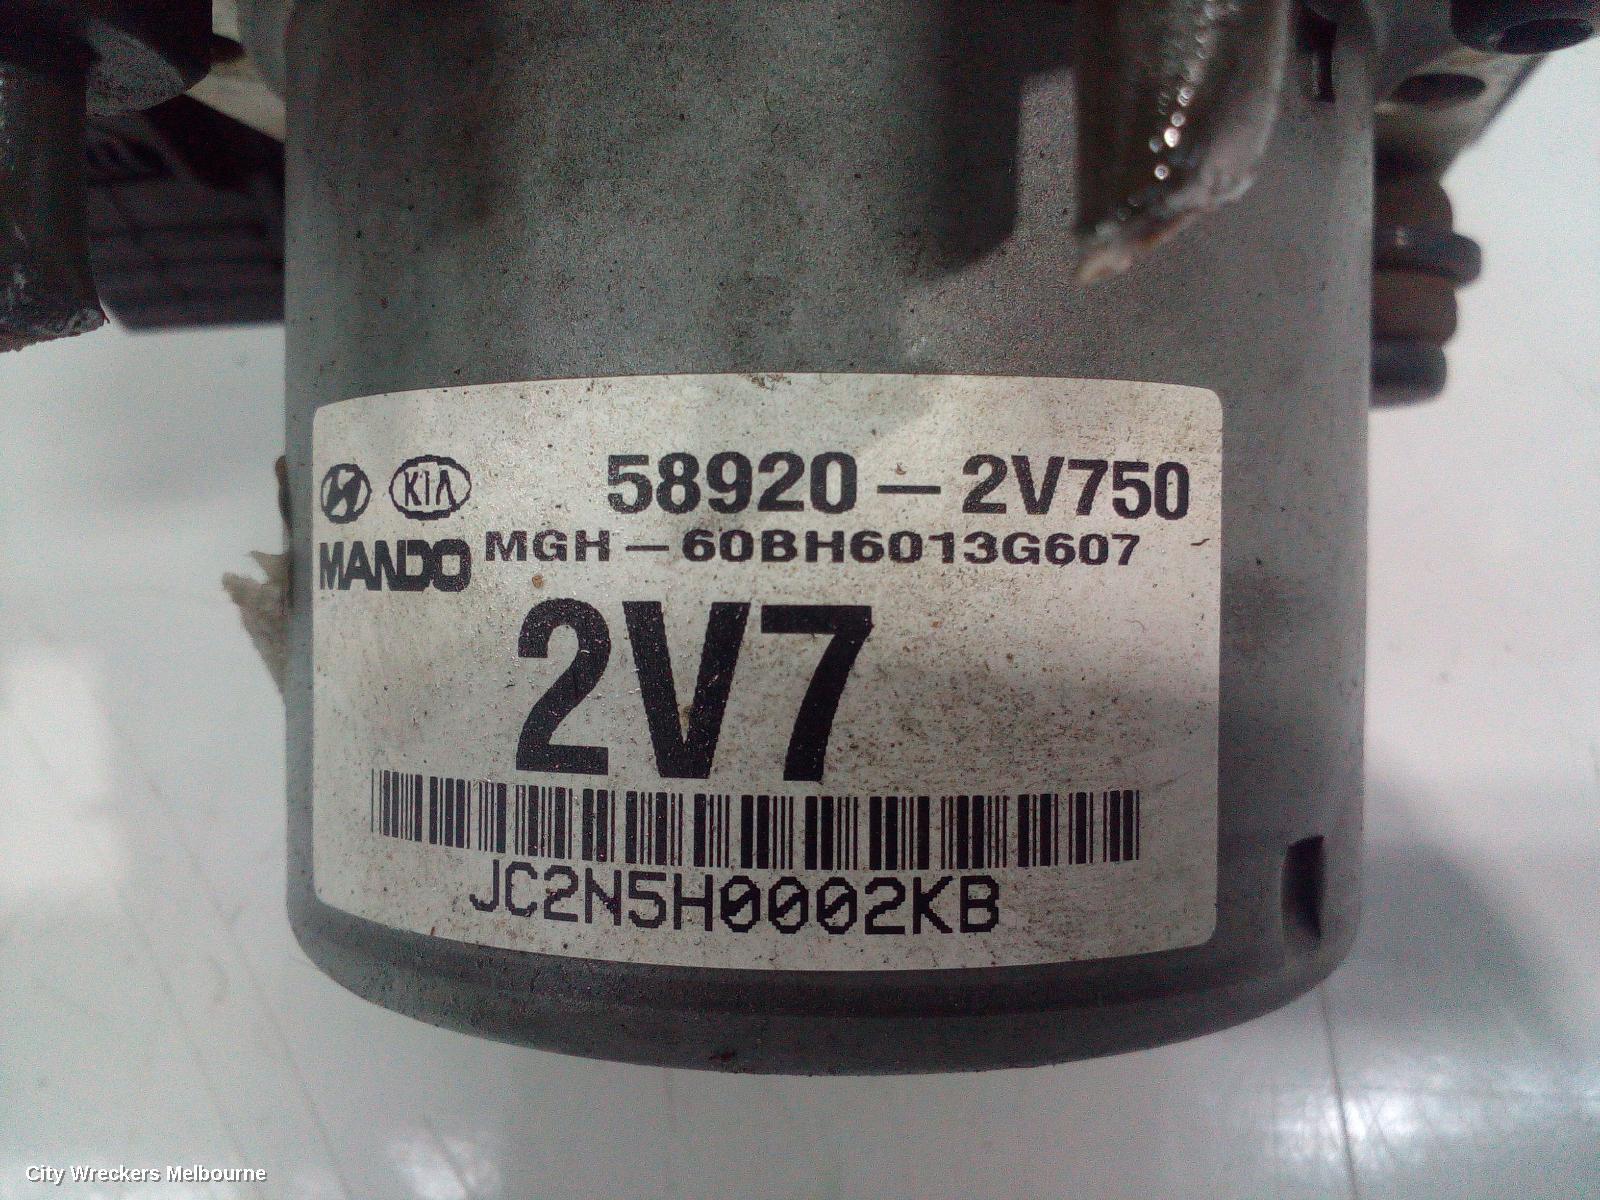 KIA 58920-2V750
MANDO MGH-60BH6013G607
2V7
JC2N5H0002KB
City Wreckers Melbourne